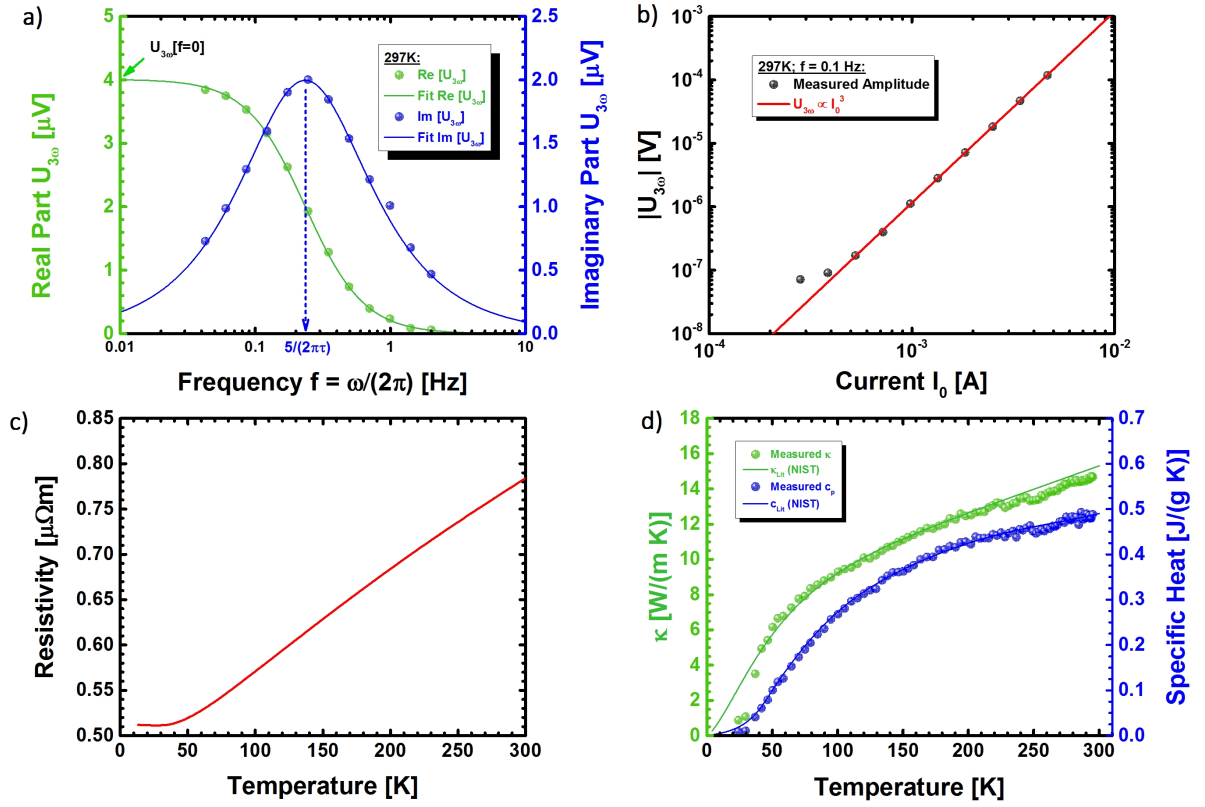 a)
U3ω[f=0]
297K:
Re [U3ω]
Fit Re [U3ω]
Im [U3ω]
Fit Im [U3ω]
Real Part U3ω [μV]
5
4
3
2
1
0
Imaginary Part U3ω [μV]
2.5
2.0
1.5
1.0
0.5
0.0
0.01
0.1
1
10
5/(2πτ)
Frequency f = ω/(2π) [Hz]
b)
297K; f = 0.1 Hz:
Measured Amplitude
U3ω ∝ I0^3
|U3ω| [V]
10^-3
10^-4
10^-5
10^-6
10^-7
10^-8
10^-4
10^-3
10^-2
Current I0 [A]
c)
Resistivity [μΩm]
0.85
0.80
0.75
0.70
0.65
0.60
0.55
0.50
0
50
100
150
200
250
300
Temperature [K]
d)
Measured κ
κLit (NIST)
Measured cp
cLit (NIST)
κ [W/(m K)]
18
16
14
12
10
8
6
4
2
0
Specific Heat [J/(g K)]
0.7
0.6
0.5
0.4
0.3
0.2
0.1
0.0
0
50
100
150
200
250
300
Temperature [K]